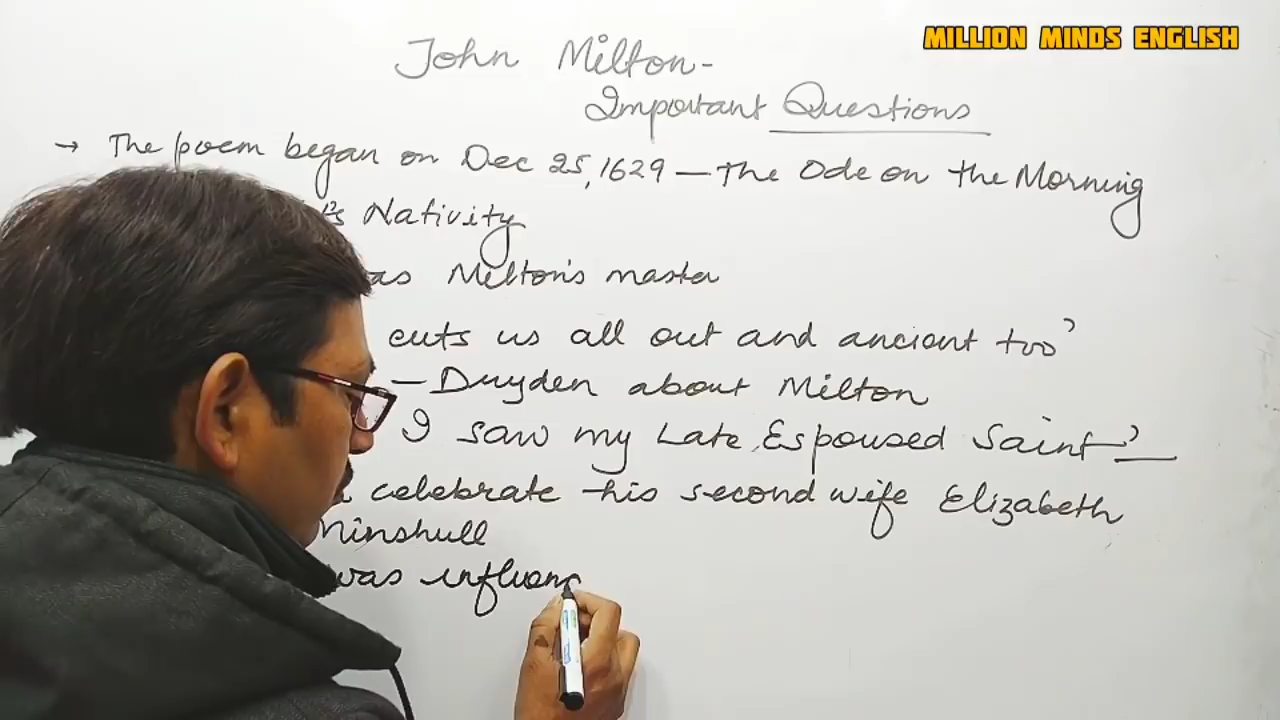 MILLION MINDS ENGLISH
John Milton-
Important Questions
→ The poem began on Dec 25, 1629 — The Ode on the Morning
's Nativity
as Milton's master
cuts us all out and ancient too'
— Dryden about Milton
I saw my Late Espoused Saint' —
celebrate his second wife Elizabeth
Minshull
was influenc